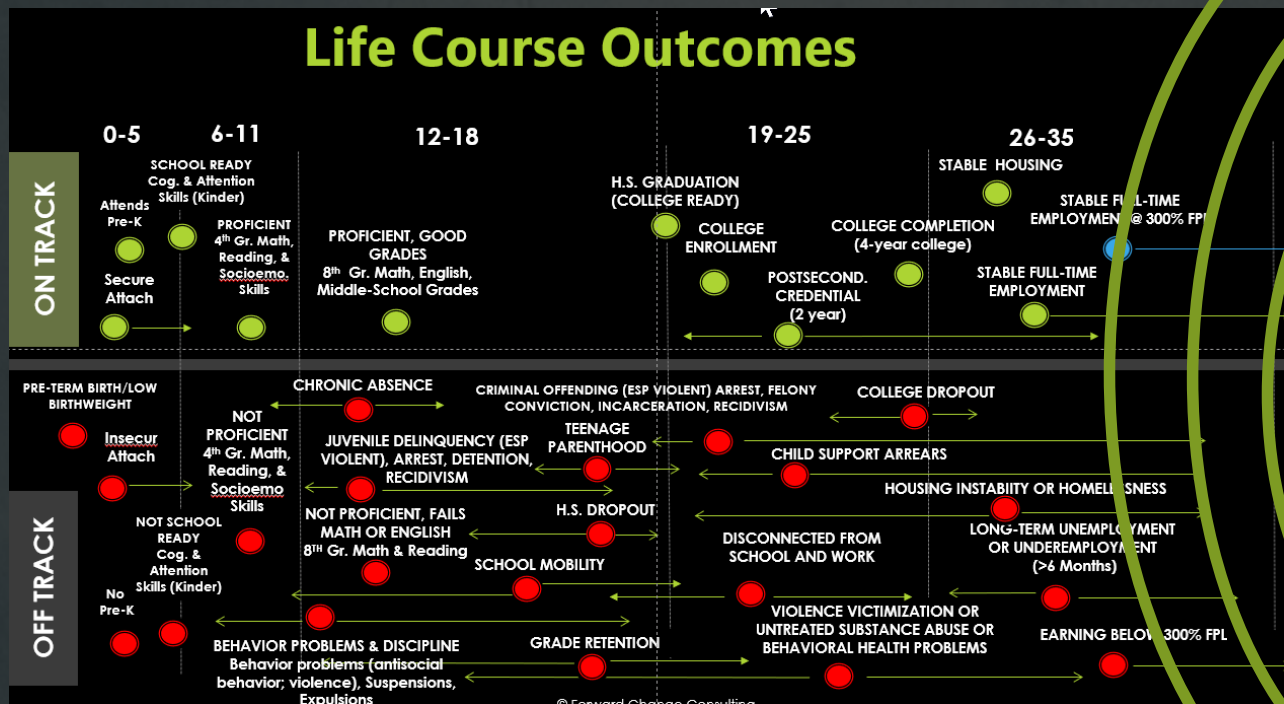 Life Course Outcomes
0-5
6-11
12-18
19-25
26-35
ON TRACK
SCHOOL READY
Cog. & Attention
Skills (Kinder)
Attends
Pre-K
Secure
Attach
PROFICIENT
4th Gr. Math,
Reading, &
Socioemo.
Skills
PROFICIENT, GOOD
GRADES
8th Gr. Math, English,
Middle-School Grades
H.S. GRADUATION
(COLLEGE READY)
COLLEGE
ENROLLMENT
POSTSECOND.
CREDENTIAL
(2 year)
COLLEGE COMPLETION
(4-year college)
STABLE HOUSING
STABLE FULL-TIME
EMPLOYMENT @ 300% FPL
STABLE FULL-TIME
EMPLOYMENT
OFF TRACK
PRE-TERM BIRTH/LOW
BIRTHWEIGHT
Insecur
Attach
NOT SCHOOL
READY
Cog. &
Attention
Skills (Kinder)
No
Pre-K
NOT
PROFICIENT
4th Gr. Math,
Reading, &
Socioemo
Skills
CHRONIC ABSENCE
JUVENILE DELINQUENCY (ESP
VIOLENT), ARREST, DETENTION,
RECIDIVISM
NOT PROFICIENT, FAILS
MATH OR ENGLISH
8TH Gr. Math & Reading
CRIMINAL OFFENDING (ESP VIOLENT) ARREST, FELONY
CONVICTION, INCARCERATION, RECIDIVISM
TEENAGE
PARENTHOOD
H.S. DROPOUT
SCHOOL MOBILITY
BEHAVIOR PROBLEMS & DISCIPLINE
Behavior problems (antisocial
behavior; violence), Suspensions,
Expulsions
GRADE RETENTION
COLLEGE DROPOUT
CHILD SUPPORT ARREARS
HOUSING INSTABIITY OR HOMELESSNESS
DISCONNECTED FROM
SCHOOL AND WORK
LONG-TERM UNEMPLOYMENT
OR UNDEREMPLOYMENT
(>6 Months)
VIOLENCE VICTIMIZATION OR
UNTREATED SUBSTANCE ABUSE OR
BEHAVIORAL HEALTH PROBLEMS
EARNING BELOW 300% FPL
© Forward Change Consulting